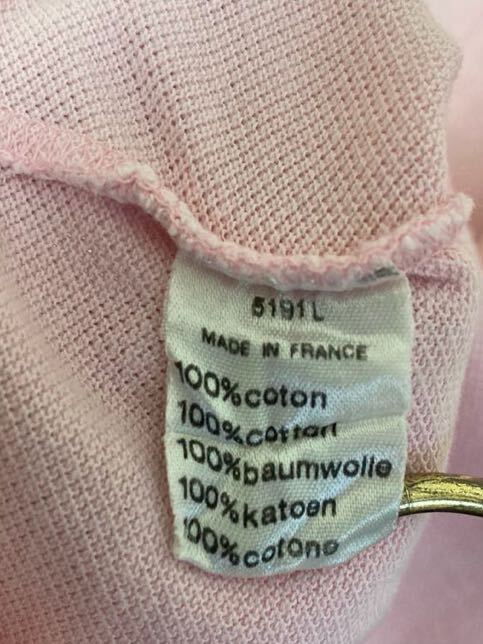 5191L
MADE IN FRANCE
100%coton
100%cotton
100%baumwolle
100%katoen
100%cotone